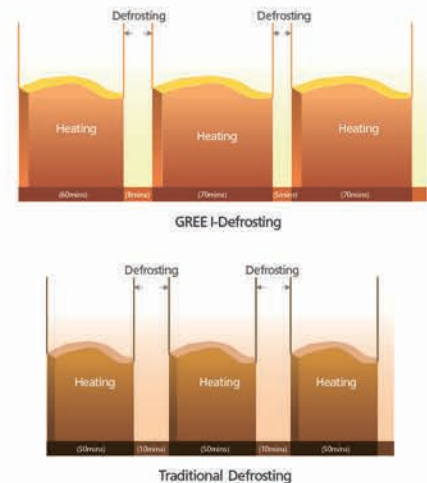 Defrosting Defrosting
Heating Heating Heating
(60mins) (8mins) (70mins) (5mins) (70mins)
GREE I-Defrosting
Defrosting Defrosting
Heating Heating Heating
(50mins) (10mins) (50mins) (10mins) (50mins)
Traditional Defrosting